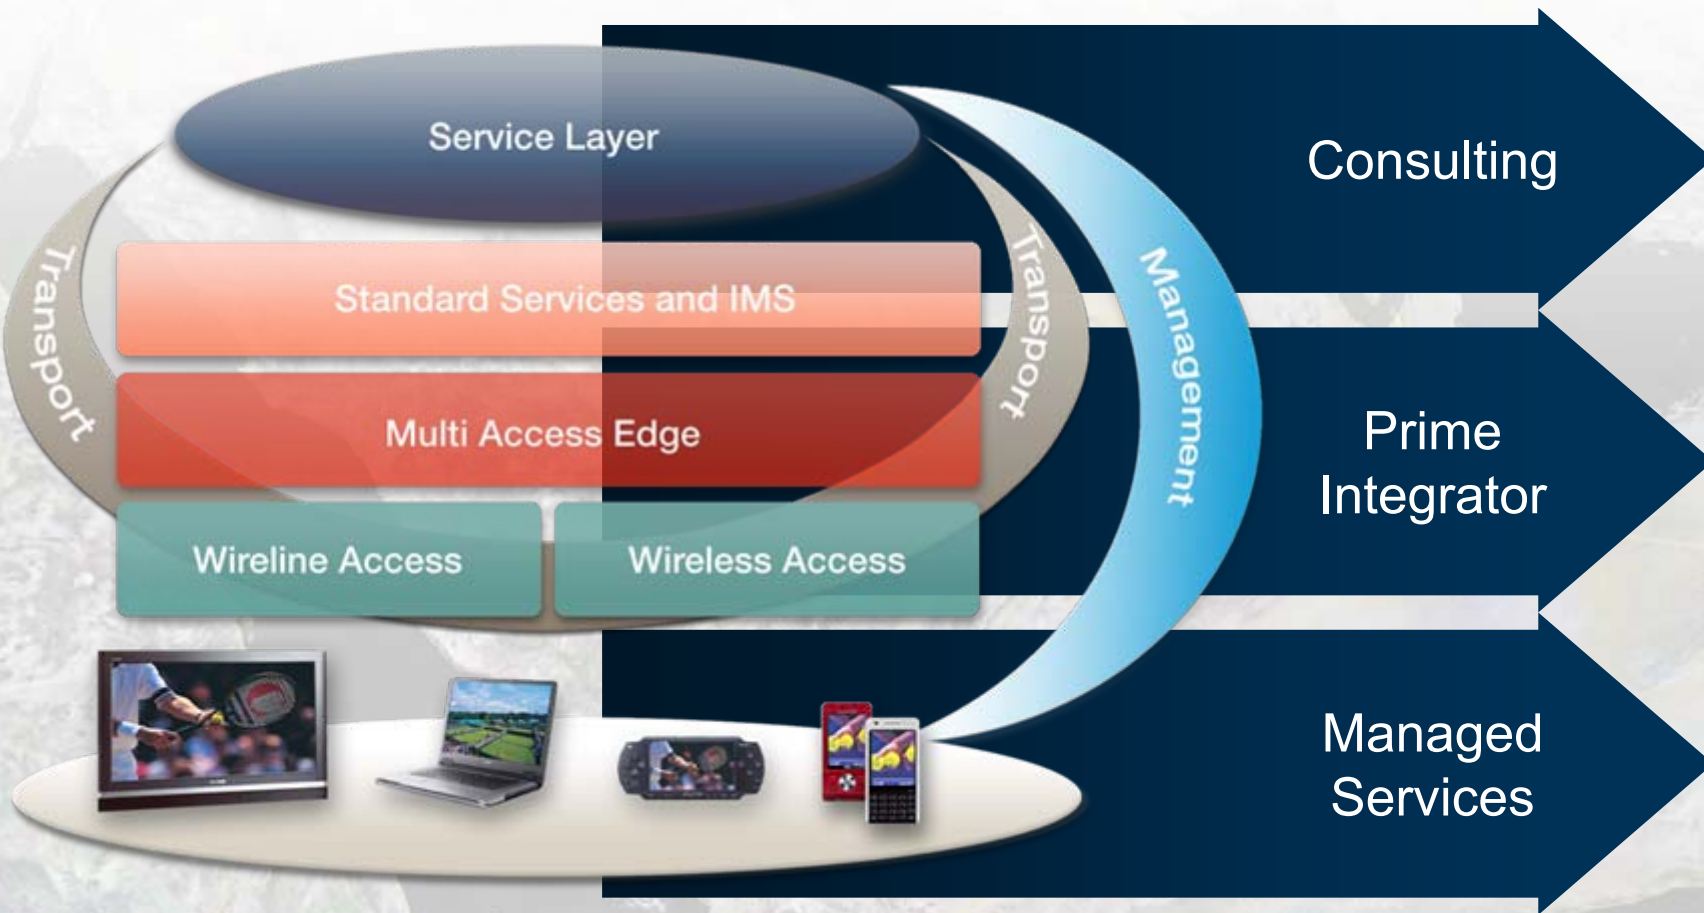 Service Layer
Transport
Standard Services and IMS
Transport
Management
Multi Access Edge
Wireline Access
Wireless Access
Consulting
Prime
Integrator
Managed
Services